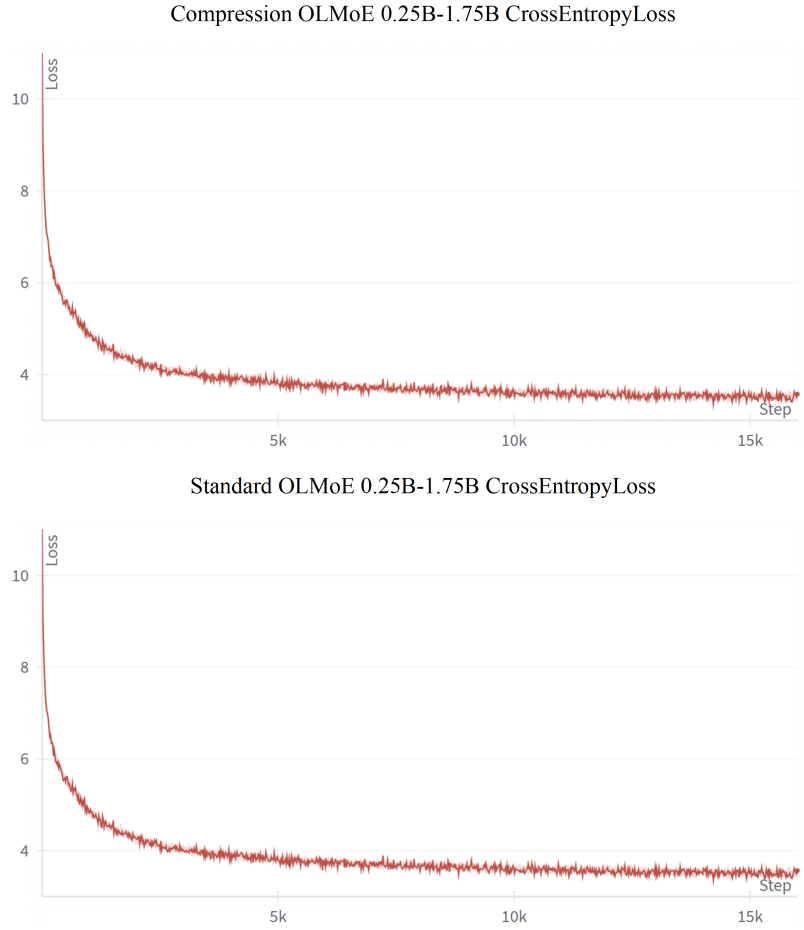 Compression OLMoE 0.25B-1.75B CrossEntropyLoss
Loss
10
8
6
4
Step
5k
10k
15k
Standard OLMoE 0.25B-1.75B CrossEntropyLoss
Loss
10
8
6
4
Step
5k
10k
15k